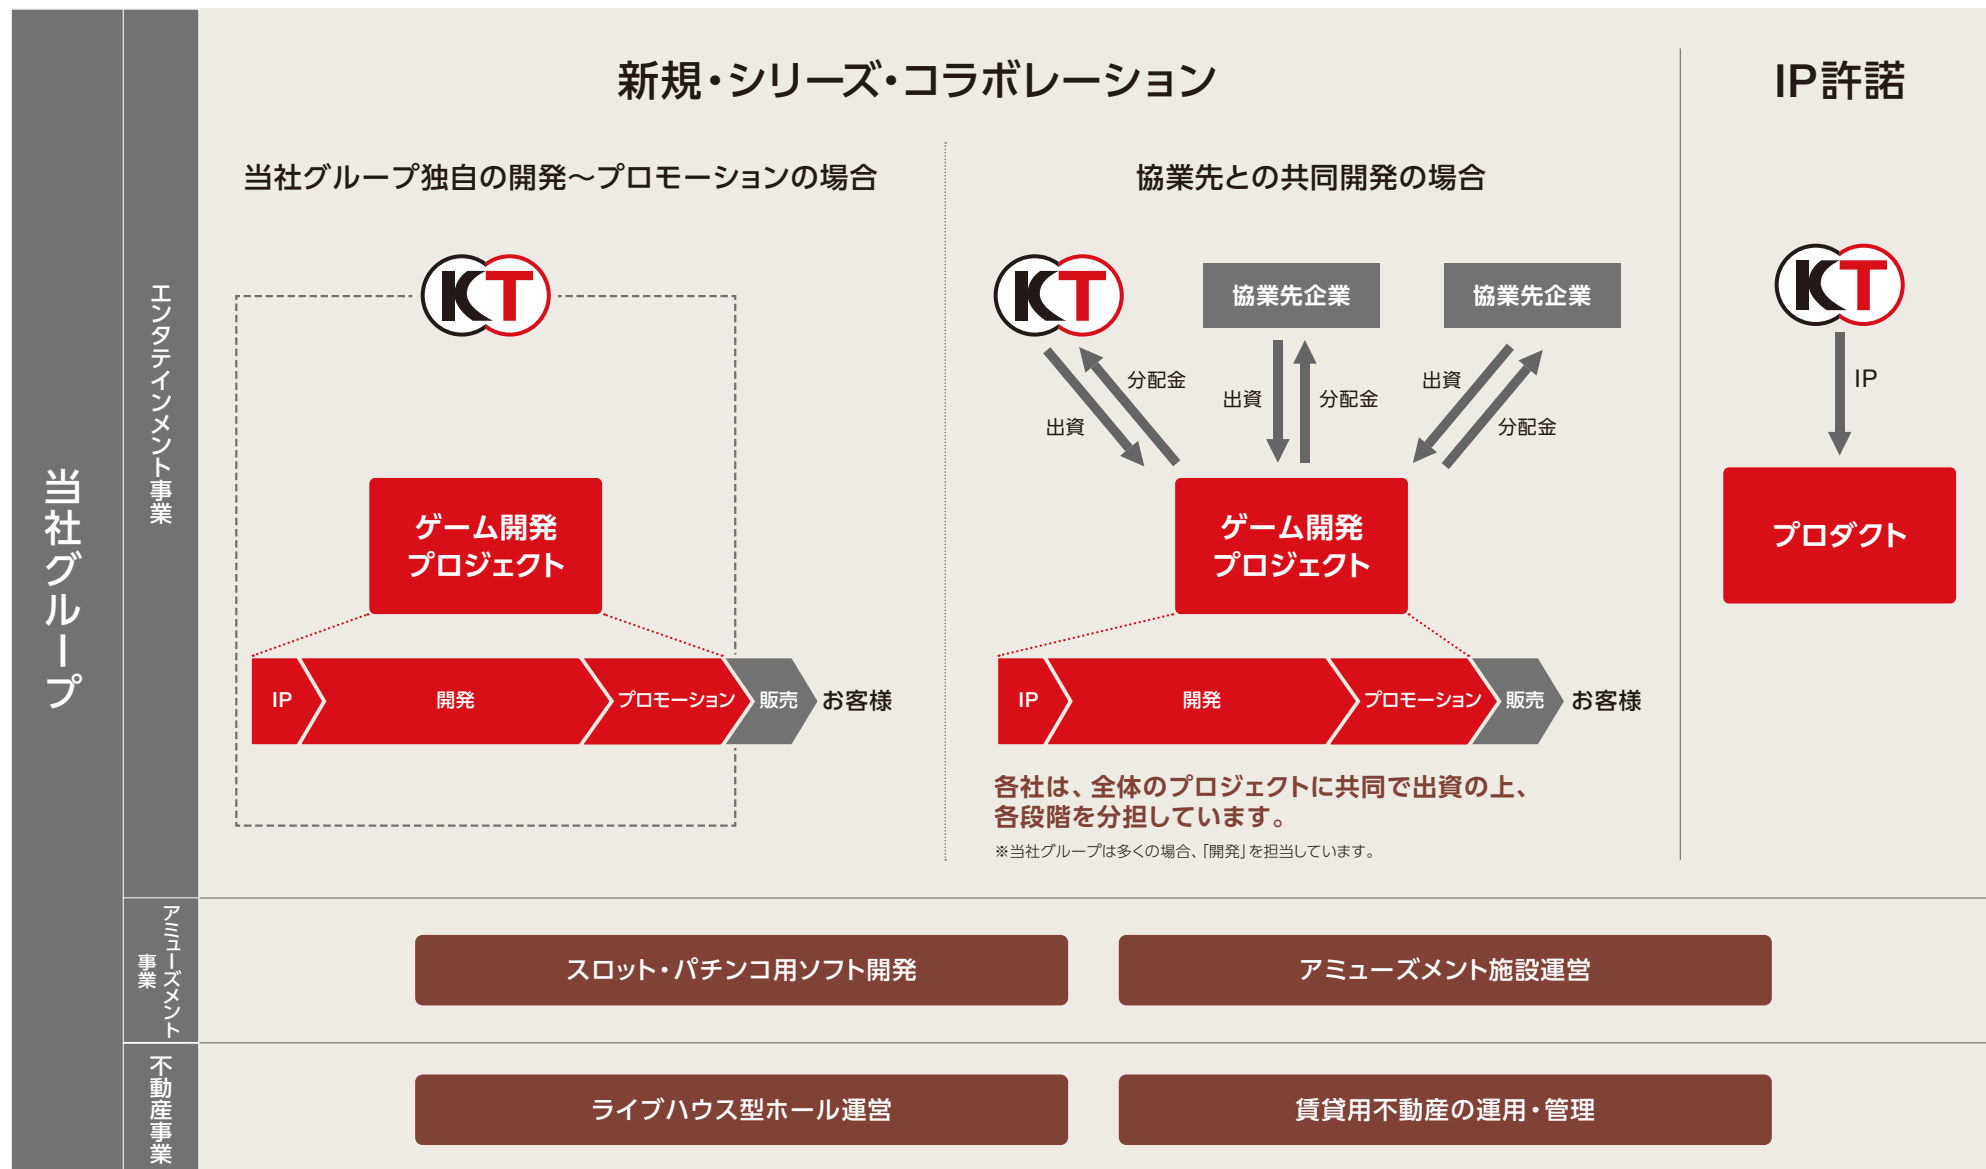 当社グループ
エンタテインメント事業
新規・シリーズ・コラボレーション
当社グループ独自の開発～プロモーションの場合
KT
ゲーム開発
プロジェクト
IP
開発
プロモーション
販売
お客様
協業先との共同開発の場合
KT
協業先企業
協業先企業
出資
分配金
出資
分配金
出資
分配金
ゲーム開発
プロジェクト
IP
開発
プロモーション
販売
お客様
各社は、全体のプロジェクトに共同で出資の上、
各段階を分担しています。
※当社グループは多くの場合、「開発」を担当しています。
IP許諾
KT
IP
プロダクト
アミューズメント
事業
スロット・パチンコ用ソフト開発
アミューズメント施設運営
不動産事業
ライブハウス型ホール運営
賃貸用不動産の運用・管理